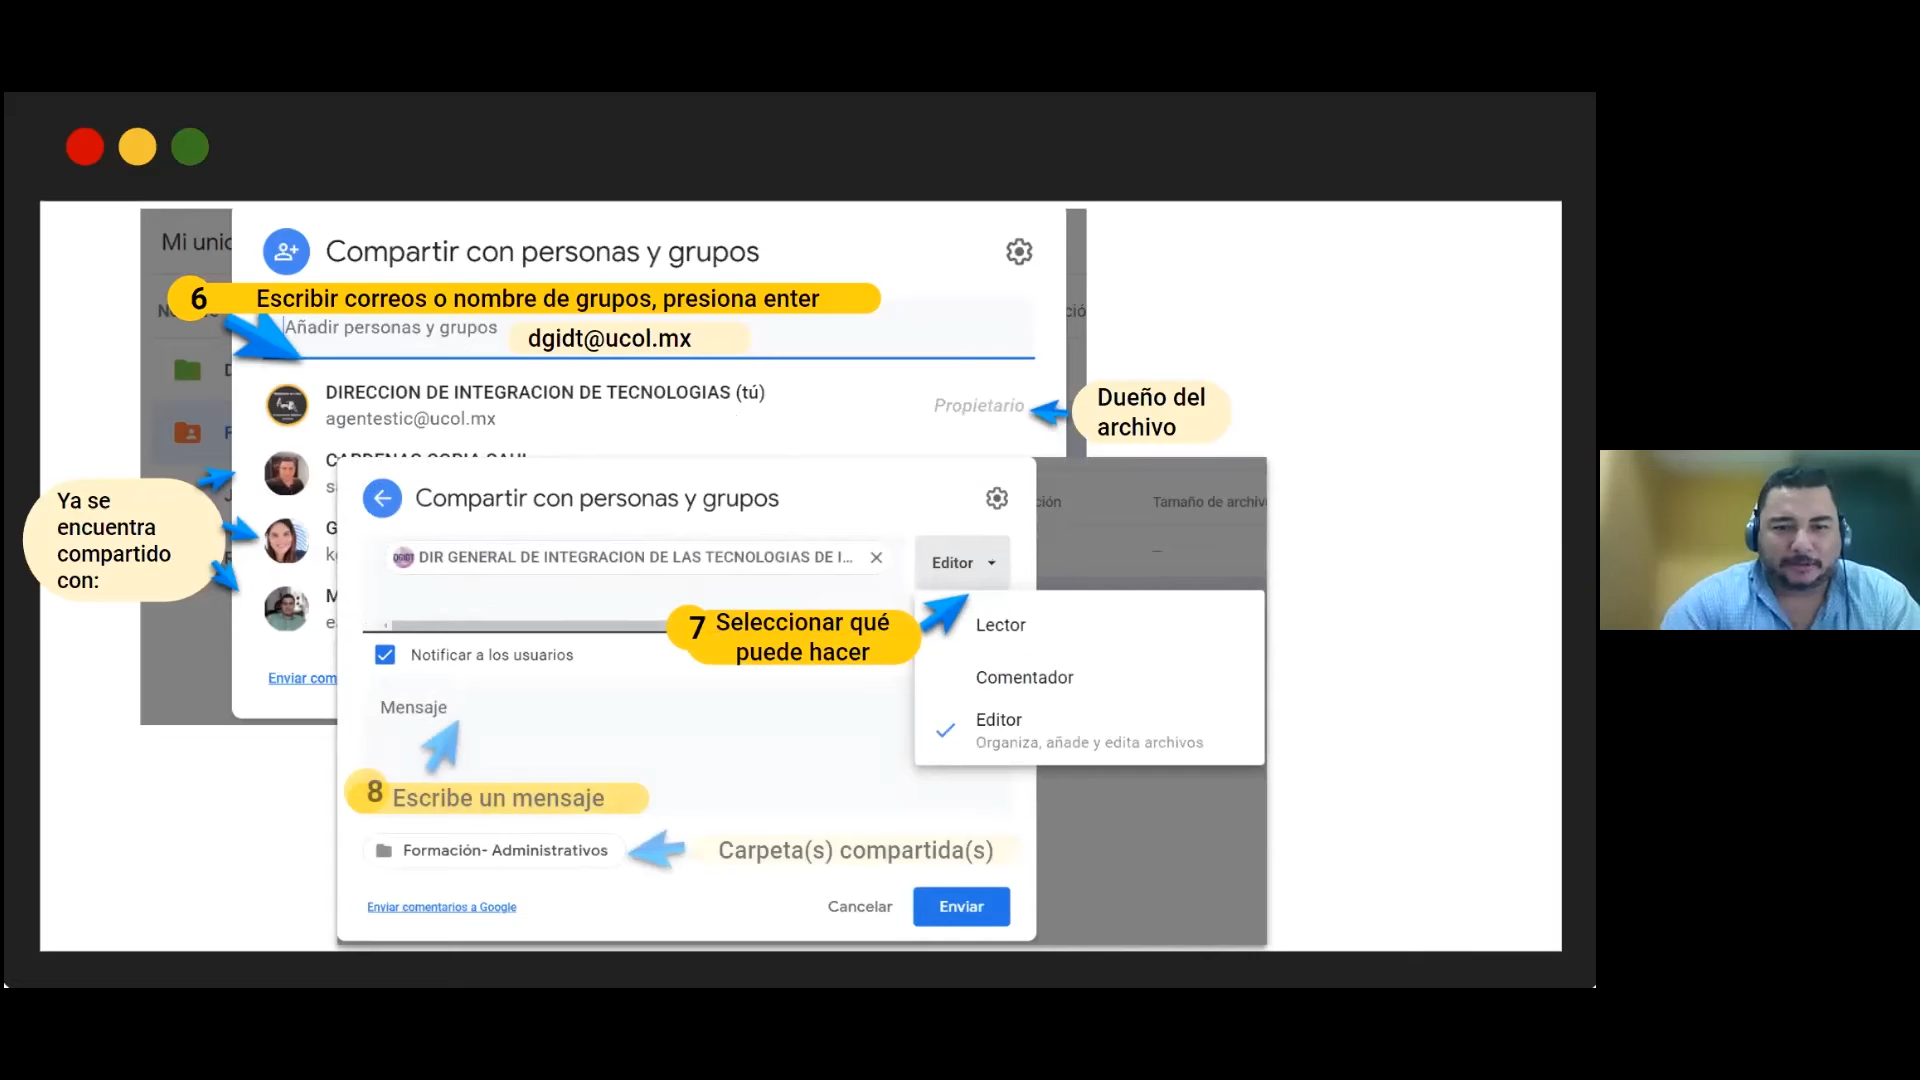 Mi unid
Compartir con personas y grupos
6 Escribir correos o nombre de grupos, presiona enter
Añadir personas y grupos
dgidt@ucol.mx
DIRECCION DE INTEGRACION DE TECNOLOGIAS (tú)
agentestic@ucol.mx
Propietario
Dueño del
archivo
Ya se
encuentra
compartido
con:
Compartir con personas y grupos
ción
Tamaño de archiv
DIR GENERAL DE INTEGRACION DE LAS TECNOLOGIAS DE I...
Editor
7 Seleccionar qué
puede hacer
Lector
Comentador
Editor
Organiza, añade y edita archivos
Notificar a los usuarios
Enviar com
Mensaje
8 Escribe un mensaje
Formación- Administrativos
Carpeta(s) compartida(s)
Enviar comentarios a Google
Cancelar
Enviar